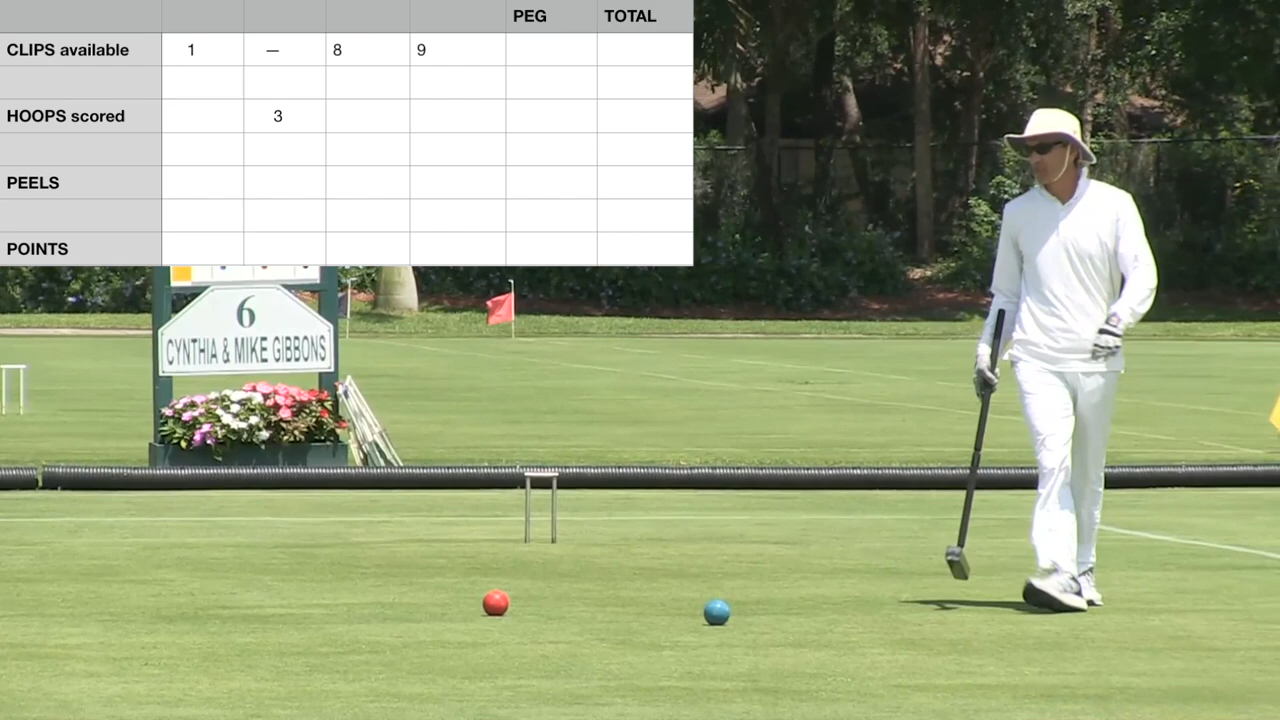 PEG TOTAL
CLIPS available 1 — 8 9
HOOPS scored 3
PEELS
POINTS
6
CYNTHIA & MIKE GIBBONS